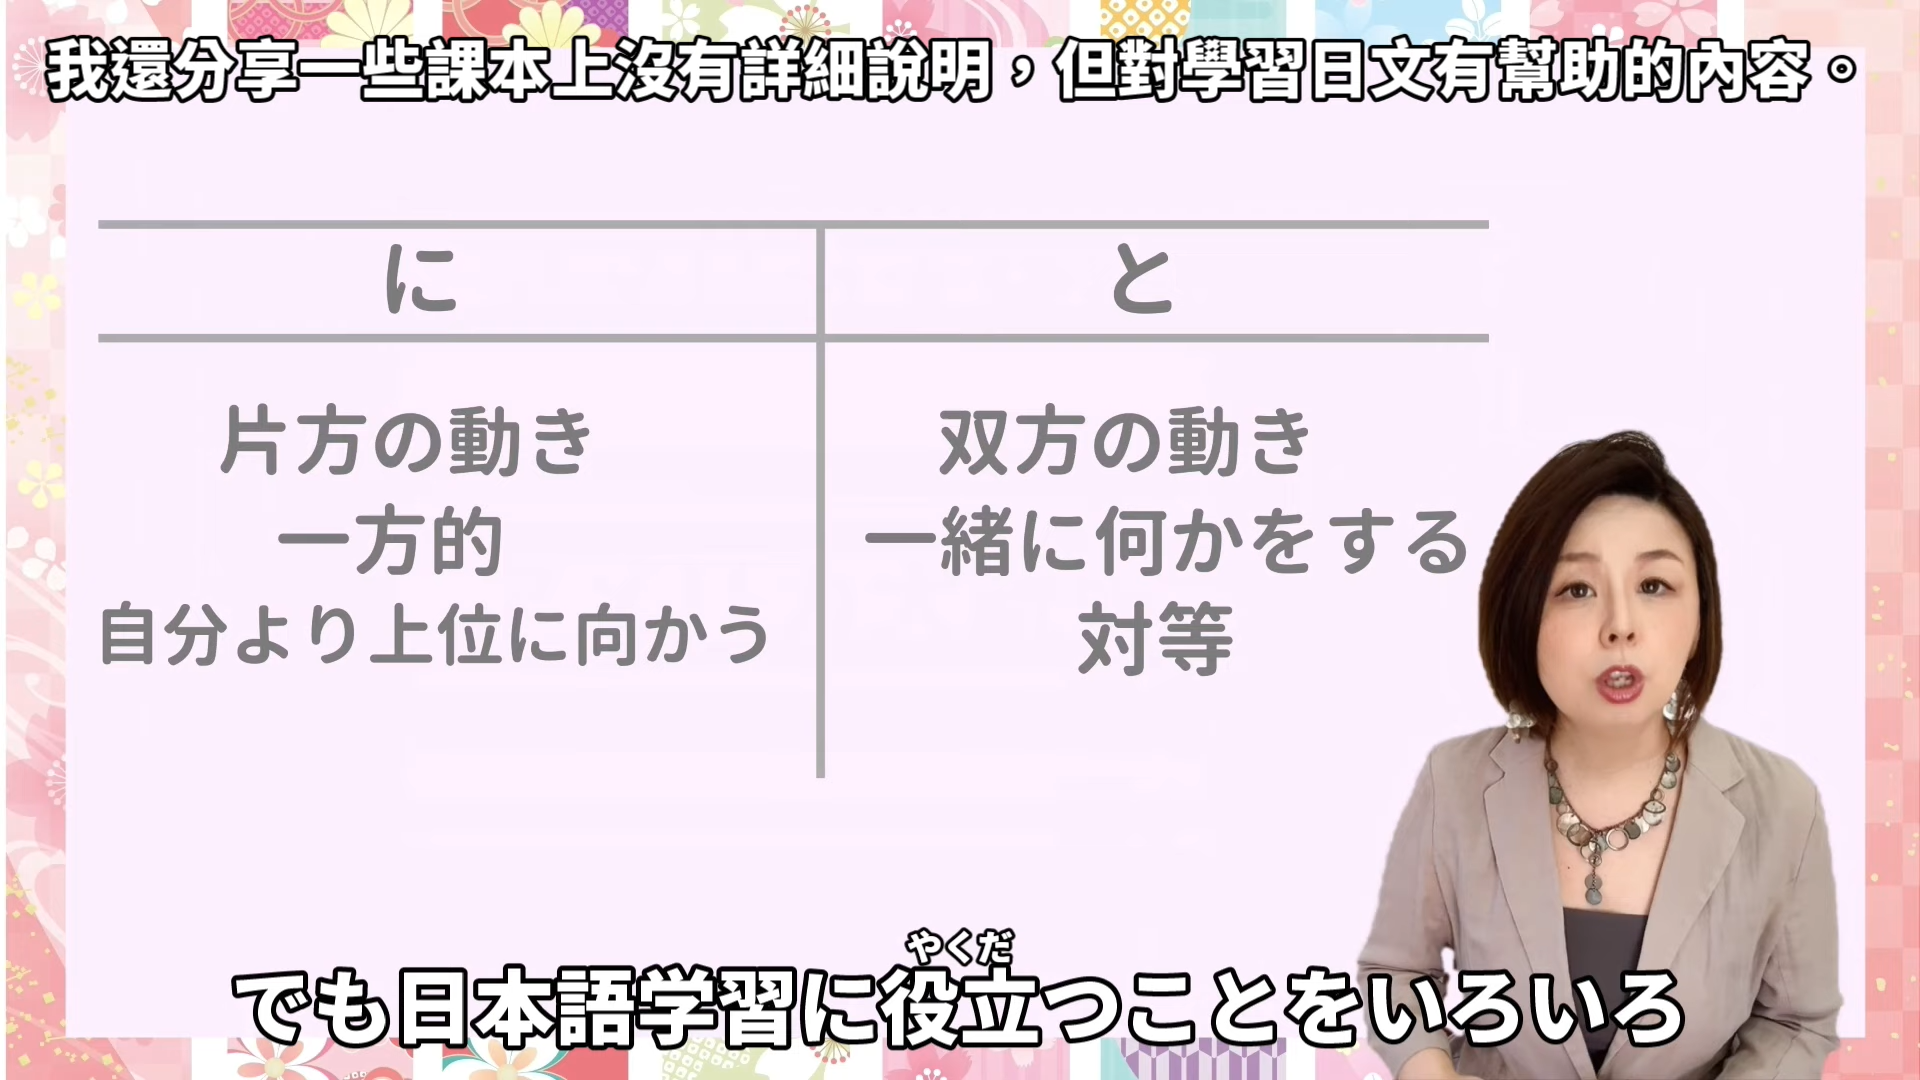 我還分享一些課本上沒有詳細說明，但對學習日文有幫助的內容。
に
と
片方の動き
双方の動き
一方的
一緒に何かをする
自分より上位に向かう
対等
やくだ
でも日本語学習に役立つことをいろいろ